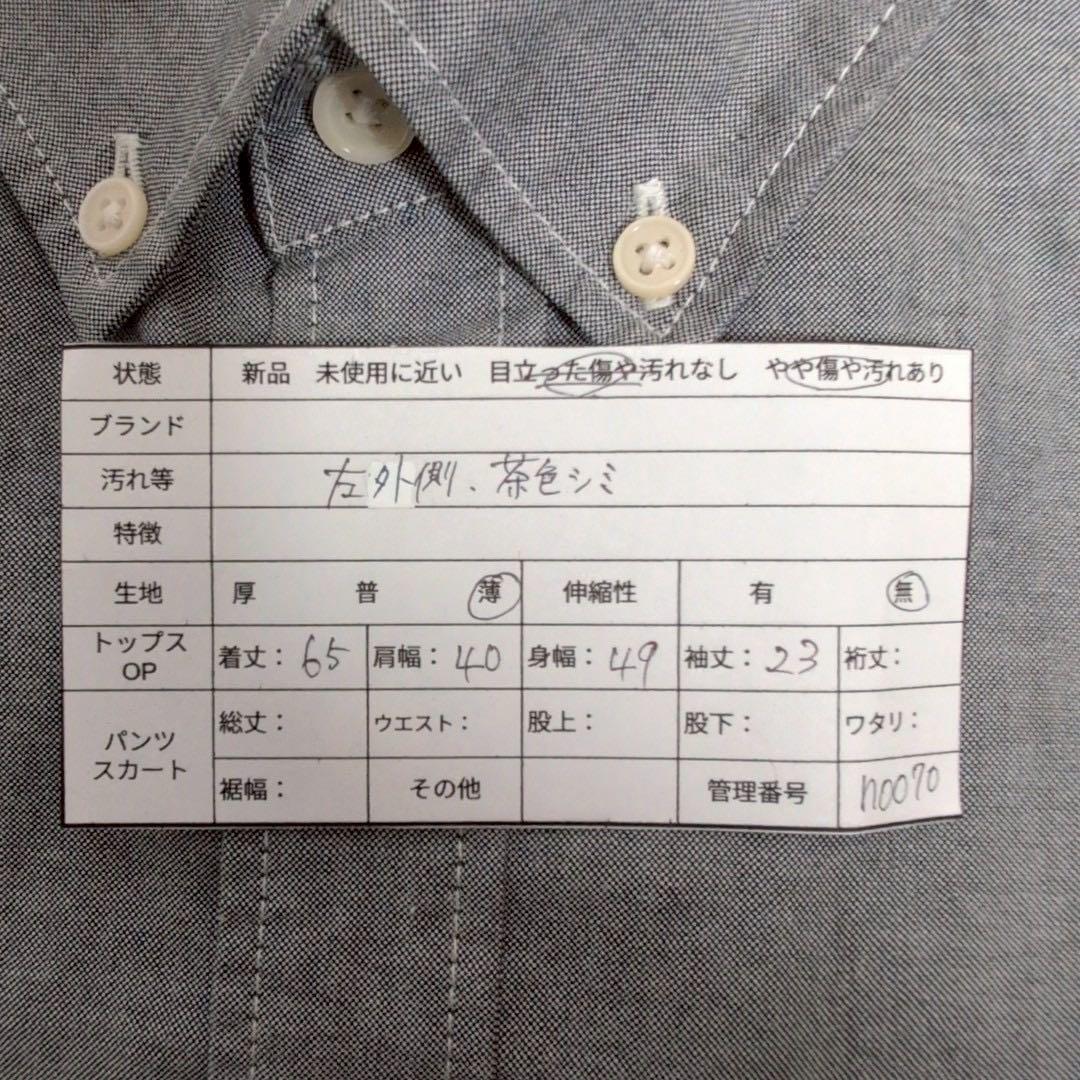 状態 新品 未使用に近い 目立った傷や汚れなし やや傷や汚れあり
ブランド
汚れ等 左外側、茶色シミ
特徴
生地 厚 普 薄 伸縮性 有 無
トップス
OP
着丈：65 肩幅：40 身幅：49 袖丈：23 裄丈：
パンツ
スカート
総丈： ウエスト： 股上： 股下： ワタリ：
裾幅： その他 管理番号 n0070